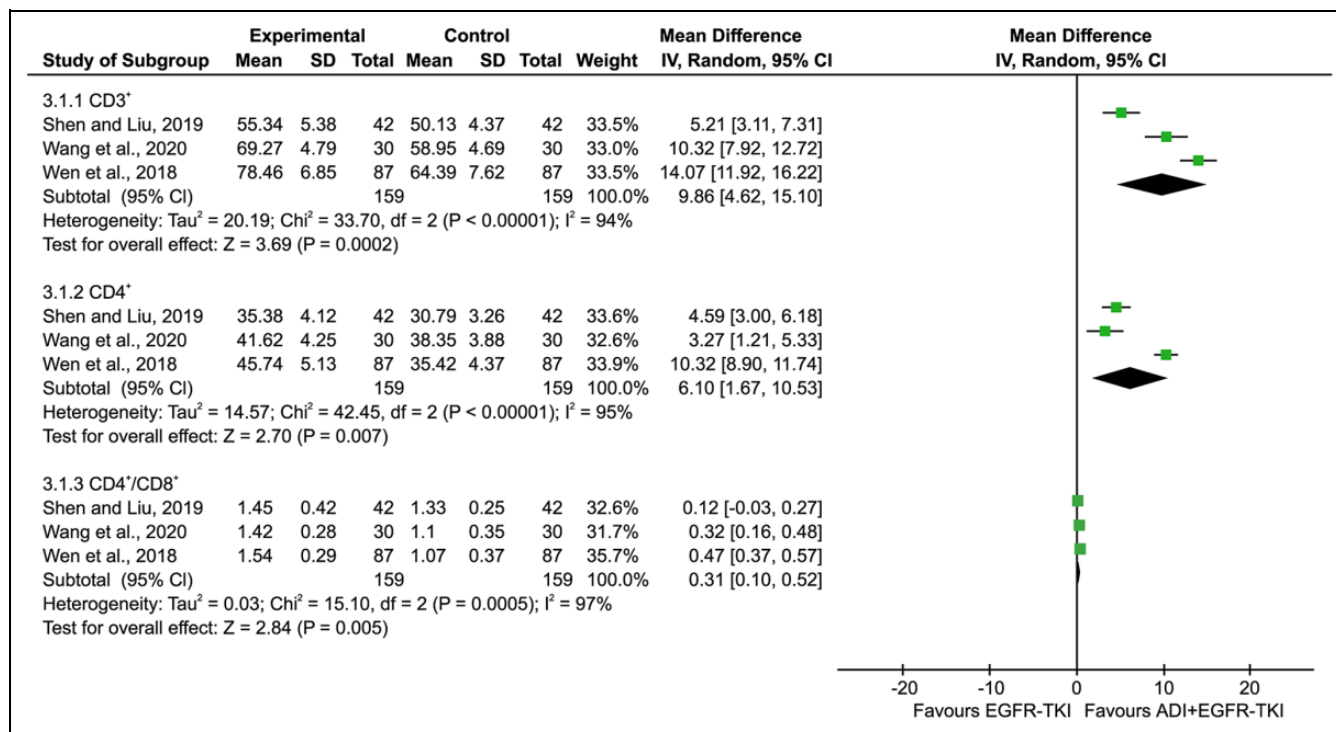 Experimental Control Mean Difference Mean Difference
Study of Subgroup Mean SD Total Mean SD Total Weight IV, Random, 95% CI IV, Random, 95% CI
3.1.1 CD3⁺
Shen and Liu, 2019 55.34 5.38 42 50.13 4.37 42 33.5% 5.21 [3.11, 7.31]
Wang et al., 2020 69.27 4.79 30 58.95 4.69 30 33.0% 10.32 [7.92, 12.72]
Wen et al., 2018 78.46 6.85 87 64.39 7.62 87 33.5% 14.07 [11.92, 16.22]
Subtotal (95% CI) 159 159 100.0% 9.86 [4.62, 15.10]
Heterogeneity: Tau² = 20.19; Chi² = 33.70, df = 2 (P < 0.00001); I² = 94%
Test for overall effect: Z = 3.69 (P = 0.0002)
3.1.2 CD4⁺
Shen and Liu, 2019 35.38 4.12 42 30.79 3.26 42 33.6% 4.59 [3.00, 6.18]
Wang et al., 2020 41.62 4.25 30 38.35 3.88 30 32.6% 3.27 [1.21, 5.33]
Wen et al., 2018 45.74 5.13 87 35.42 4.37 87 33.9% 10.32 [8.90, 11.74]
Subtotal (95% CI) 159 159 100.0% 6.10 [1.67, 10.53]
Heterogeneity: Tau² = 14.57; Chi² = 42.45, df = 2 (P < 0.00001); I² = 95%
Test for overall effect: Z = 2.70 (P = 0.007)
3.1.3 CD4⁺/CD8⁺
Shen and Liu, 2019 1.45 0.42 42 1.33 0.25 42 32.6% 0.12 [-0.03, 0.27]
Wang et al., 2020 1.42 0.28 30 1.1 0.35 30 31.7% 0.32 [0.16, 0.48]
Wen et al., 2018 1.54 0.29 87 1.07 0.37 87 35.7% 0.47 [0.37, 0.57]
Subtotal (95% CI) 159 159 100.0% 0.31 [0.10, 0.52]
Heterogeneity: Tau² = 0.03; Chi² = 15.10, df = 2 (P = 0.0005); I² = 97%
Test for overall effect: Z = 2.84 (P = 0.005)
-20 -10 0 10 20
Favours EGFR-TKI Favours ADI+EGFR-TKI